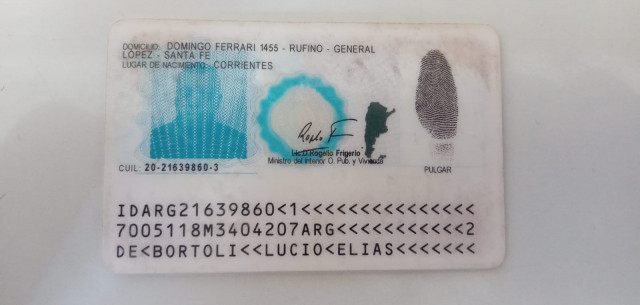 DOMICILIO: DOMINGO FERRARI 1455 - RUFINO - GENERAL
LÓPEZ - SANTA FE
LUGAR DE NACIMIENTO: CORRIENTES
Lic. D. Rogelio Frigerio
Ministro del Interior O. Pub. y Vivienda
CUIL: 20-21639860-3
PULGAR
IDARG21639860<1<<<<<<<<<<<<<<<
7005118M3404207ARG<<<<<<<<<<<2
DE<BORTOLI<<LUCIO<ELIAS<<<<<<<